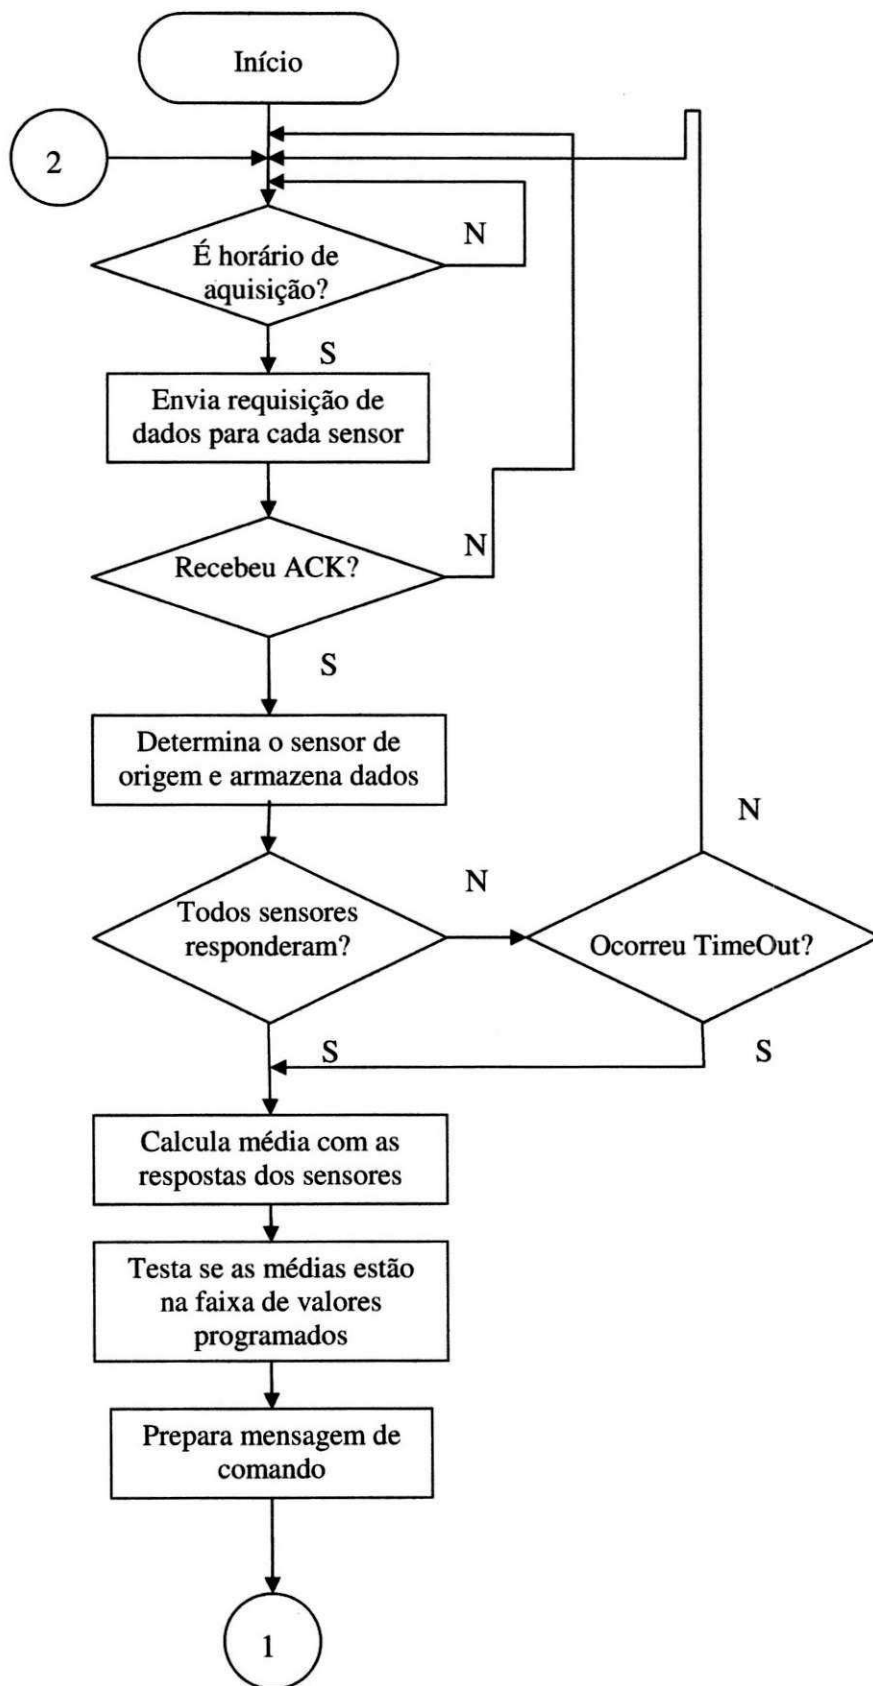 Início
2
N
É horário de
aquisição?
S
Envia requisição de
dados para cada sensor
N
Recebeu ACK?
S
Determina o sensor de
origem e armazena dados
N
N
Todos sensores
responderam?
Ocorreu TimeOut?
S
S
Calcula média com as
respostas dos sensores
Testa se as médias estão
na faixa de valores
programados
Prepara mensagem de
comando
1